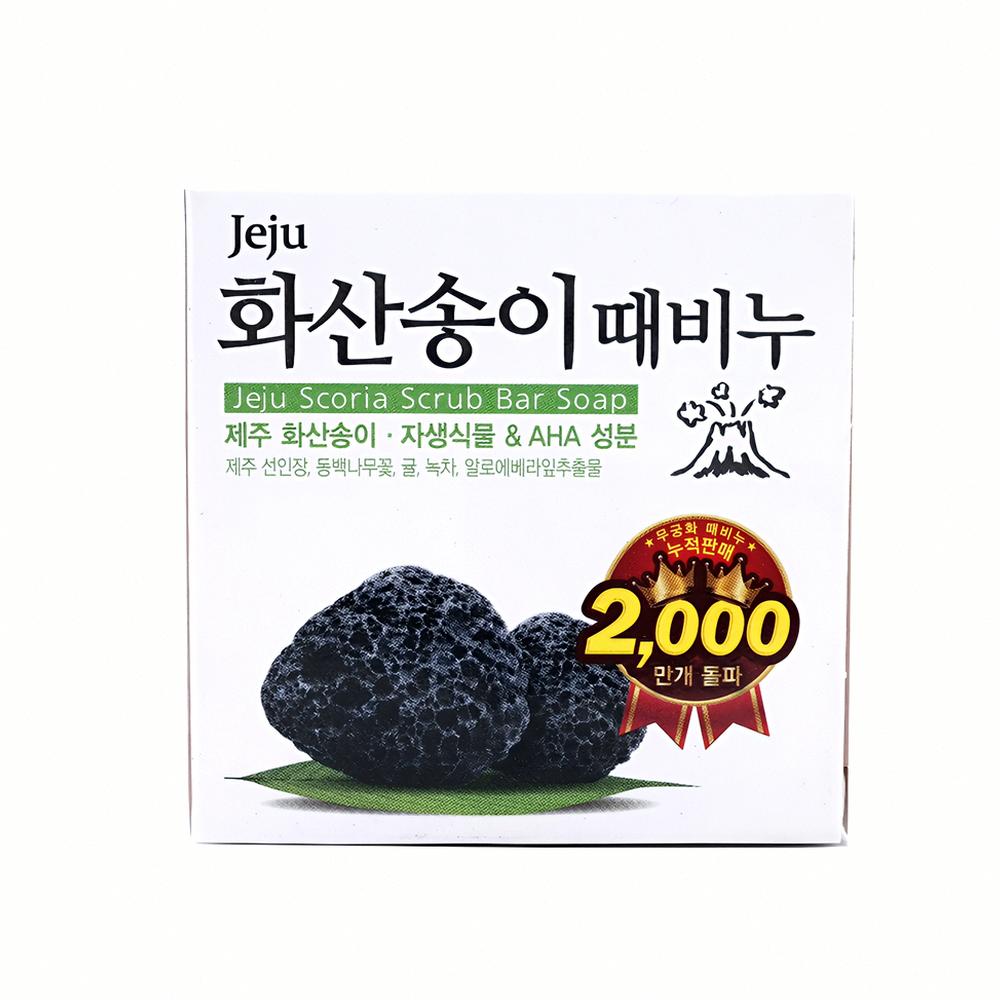 Jeju
화산송이 때비누
Jeju Scoria Scrub Bar Soap
제주 화산송이 · 자생식물 & AHA 성분
제주 선인장, 동백나무꽃, 귤, 녹차, 알로에베라잎추출물
★무궁화 때비누★
누적판매
2,000
만개 돌파